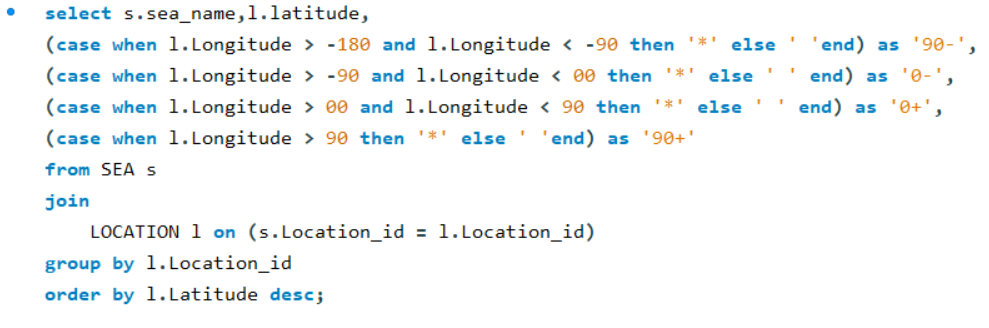 select s.sea_name,l.latitude,
(case when l.Longitude > -180 and l.Longitude < -90 then '*' else ' 'end) as '90-',
(case when l.Longitude > -90 and l.Longitude < 00 then '*' else ' ' end) as '0-',
(case when l.Longitude > 00 and l.Longitude < 90 then '*' else ' ' end) as '0+',
(case when l.Longitude > 90 then '*' else ' 'end) as '90+'
from SEA s
join
    LOCATION l on (s.Location_id = l.Location_id)
group by l.Location_id
order by l.Latitude desc;